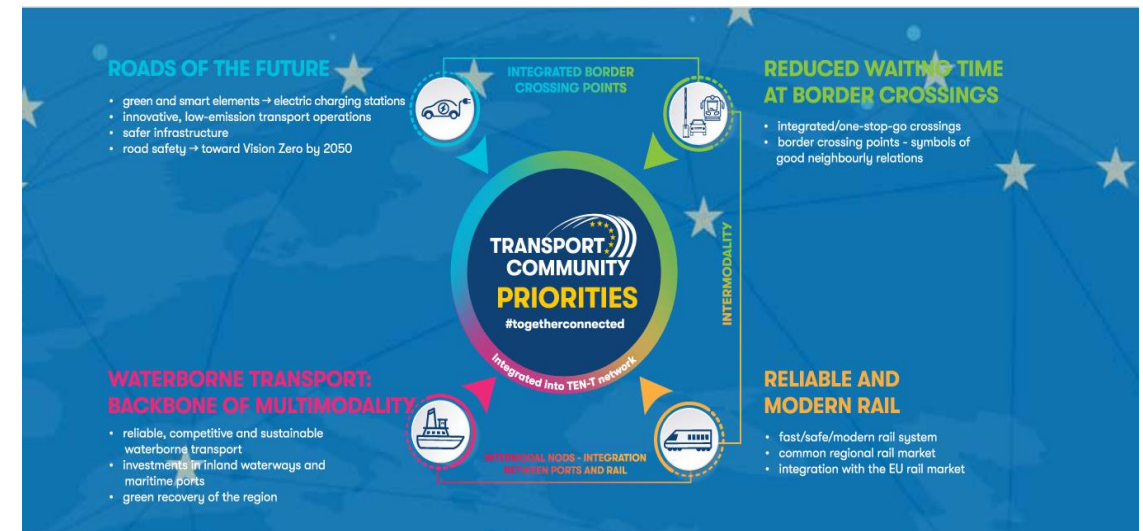 ROADS OF THE FUTURE
• green and smart elements → electric charging stations
• innovative, low-emission transport operations
• safer infrastructure
• road safety → toward Vision Zero by 2050
INTEGRATED BORDER
CROSSING POINTS
REDUCED WAITING TIME
AT BORDER CROSSINGS
• integrated/one-stop-go crossings
• border crossing points - symbols of
good neighbourly relations
TRANSPORT
COMMUNITY
PRIORITIES
#togetherconnected
Integrated into TEN-T network
INTERMODALITY
WATERBORNE TRANSPORT:
BACKBONE OF MULTIMODALITY
• reliable, competitive and sustainable
waterborne transport
• investments in inland waterways and
maritime ports
• green recovery of the region
INTERMODAL NODS - INTEGRATION
BETWEEN PORTS AND RAIL
RELIABLE AND
MODERN RAIL
• fast/safe/modern rail system
• common regional rail market
• integration with the EU rail market